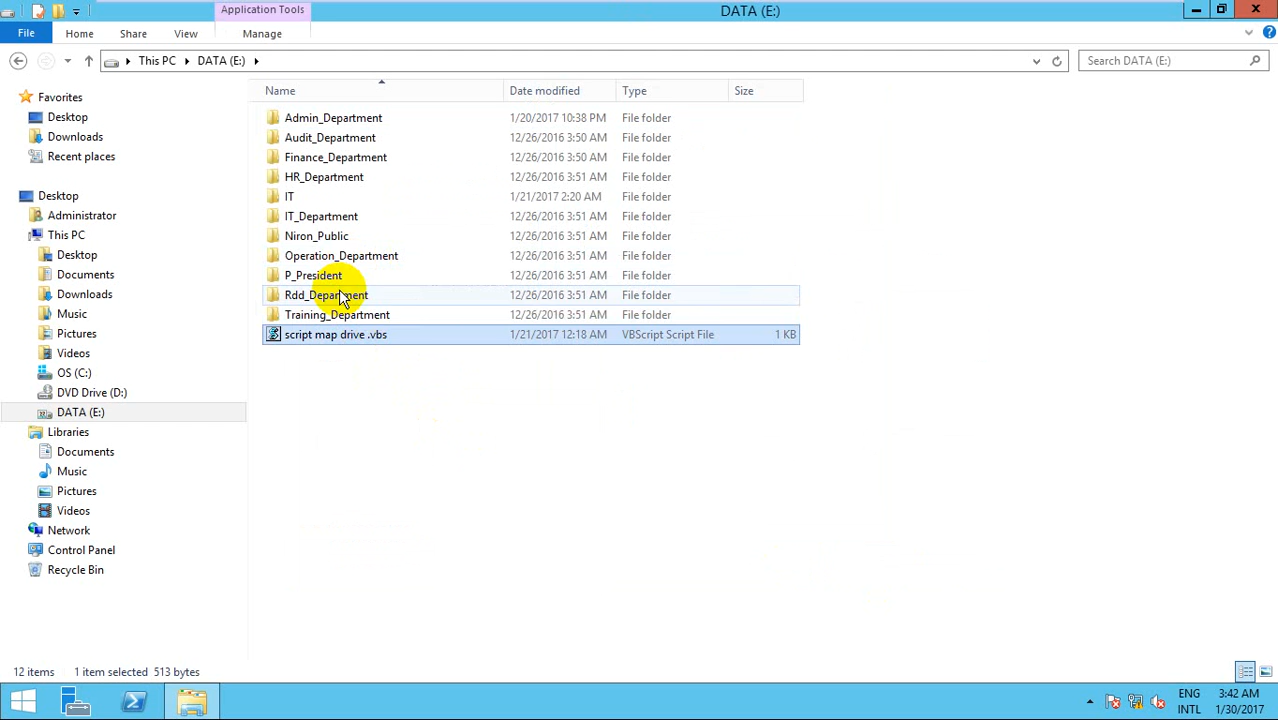 Application Tools
DATA (E:)
File
Home
Share
View
Manage
This PC
DATA (E:)
Search DATA (E:)
Name
Date modified
Type
Size
Favorites
Desktop
Downloads
Recent places
Desktop
Administrator
This PC
Desktop
Documents
Downloads
Music
Pictures
Videos
OS (C:)
DVD Drive (D:)
DATA (E:)
Libraries
Documents
Music
Pictures
Videos
Network
Control Panel
Recycle Bin
Admin_Department 1/20/2017 10:38 PM File folder
Audit_Department 12/26/2016 3:50 AM File folder
Finance_Department 12/26/2016 3:50 AM File folder
HR_Department 12/26/2016 3:51 AM File folder
IT 1/21/2017 2:20 AM File folder
IT_Department 12/26/2016 3:51 AM File folder
Niron_Public 12/26/2016 3:51 AM File folder
Operation_Department 12/26/2016 3:51 AM File folder
P_President 12/26/2016 3:51 AM File folder
Rdd_Department 12/26/2016 3:51 AM File folder
Training_Department 12/26/2016 3:51 AM File folder
script map drive .vbs 1/21/2017 12:18 AM VBScript Script File 1 KB
12 items 1 item selected 513 bytes
ENG 3:42 AM
INTL 1/30/2017